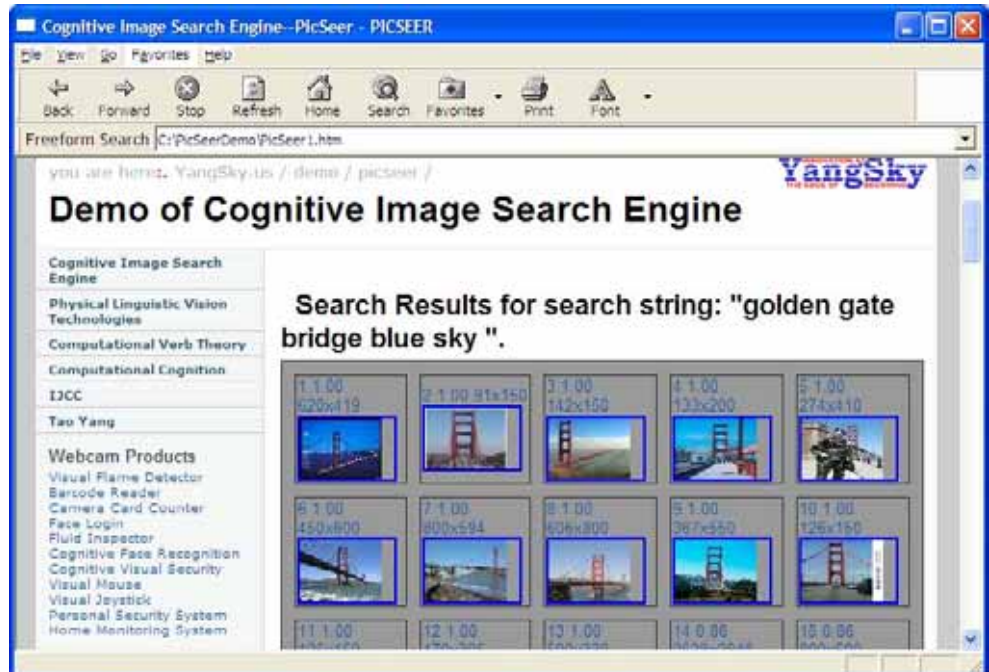 Cognitive Image Search Engine--PicSeer - PICSEER
File View Go Favorites Help
Back Forward Stop Refresh Home Search Favorites Print Font
Freeform Search C:\PicSeerDemo\PicSeer1.htm
you are here: YangSky.us / demo / picseer /
YangSky
Demo of Cognitive Image Search Engine
Cognitive Image Search
Engine
Physical Linguistic Vision
Technologies
Computational Verb Theory
Computational Cognition
IJCC
Tao Yang
Webcam Products
Visual Flame Detector
Barcode Reader
Camera Card Counter
Face Login
Fluid Inspector
Cognitive Face Recognition
Cognitive Visual Security
Visual Mouse
Visual Joystick
Personal Security System
Home Monitoring System
Search Results for search string: "golden gate
bridge blue sky ".
1 1.00
620x419
2 1.00 91x150
3 1.00
142x150
4 1.00
133x200
5 1.00
274x410
6 1.00
450x600
7 1.00
800x594
8 1.00
606x800
9 1.00
367x550
10 1.00
126x150
11 1.00
12 1.00
13 1.00
14 0.86
15 0.86